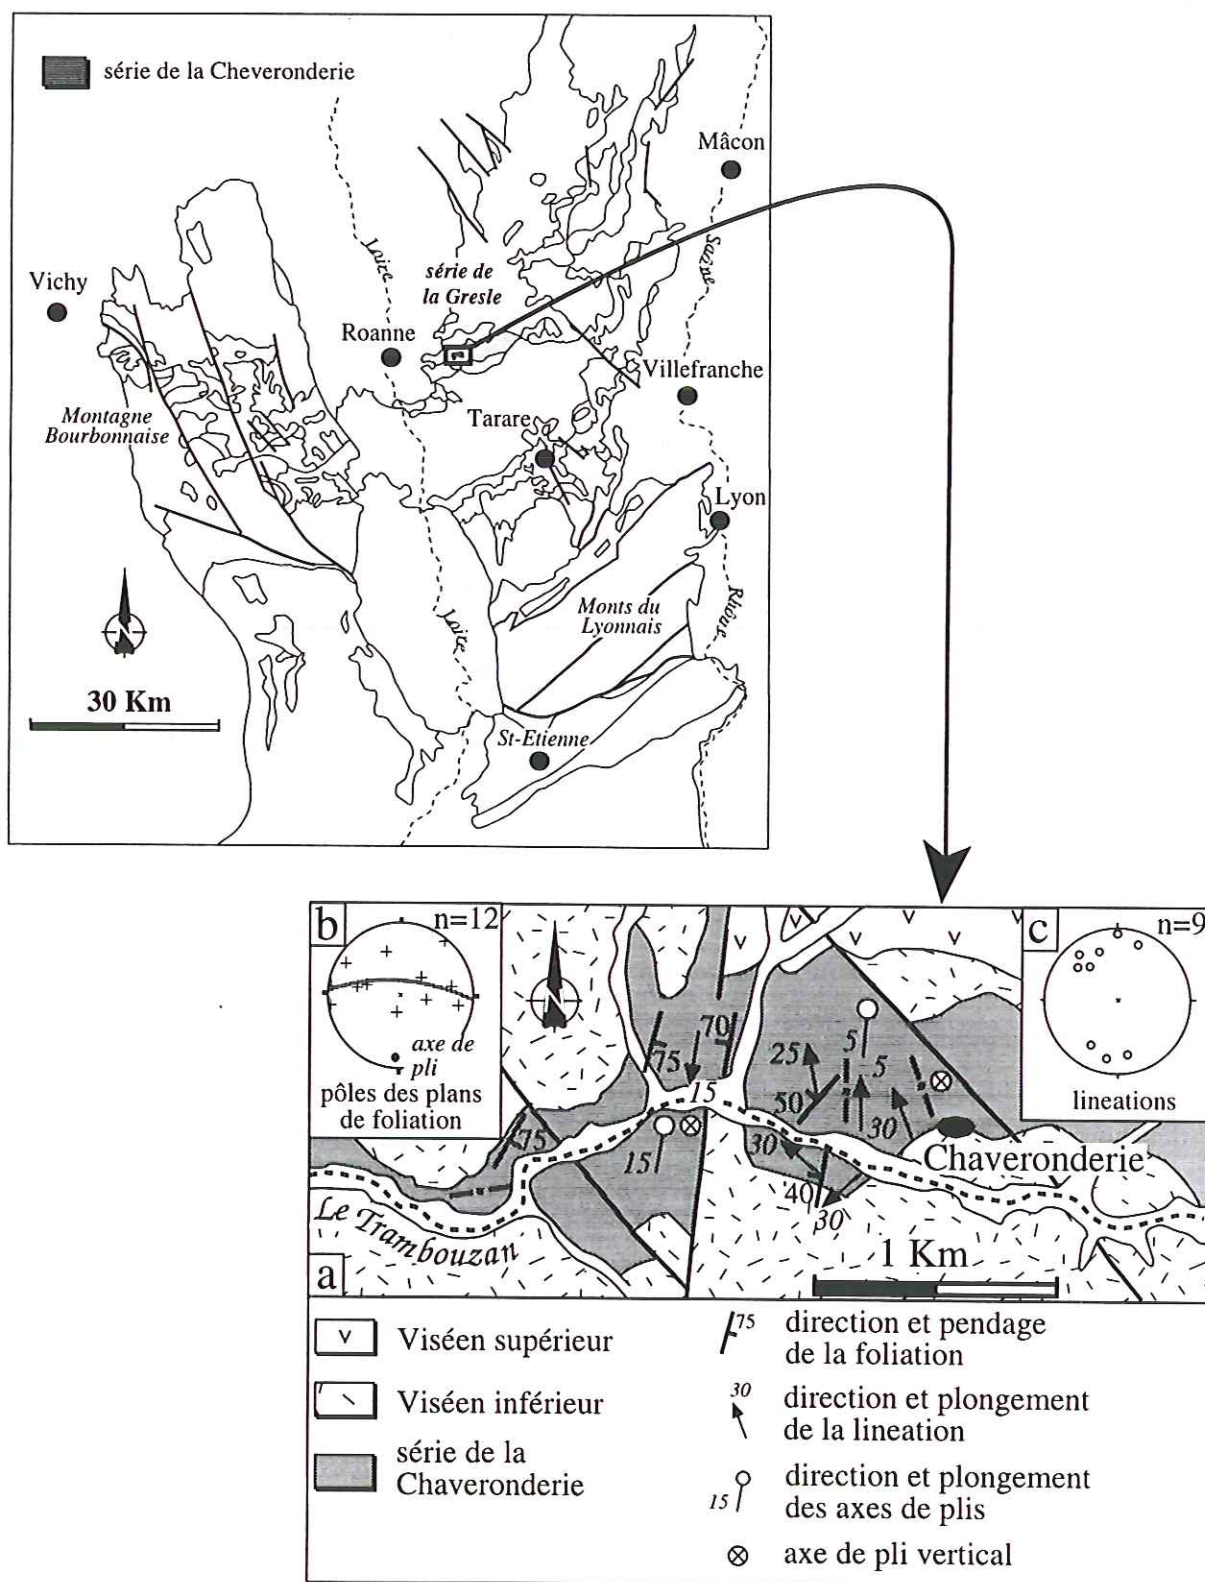 série de la Cheveronderie
Mâcon
Loire
Saône
série de
la Gresle
Vichy
Roanne
Villefranche
Montagne
Bourbonnaise
Tarare
Lyon
N
Loire
Monts du
Lyonnais
Rhône
30 Km
St-Etienne
b
n=12
axe de
pli
pôles des plans
de foliation
N
c
n=9
lineations
75
70
15
25
5
5
50
30
30
75
15
40
30
Chaveronderie
Le Trambouzan
a
1 Km
Viséen supérieur
Viséen inférieur
série de la
Chaveronderie
75
direction et pendage
de la foliation
30
direction et plongement
de la lineation
15
direction et plongement
des axes de plis
axe de pli vertical